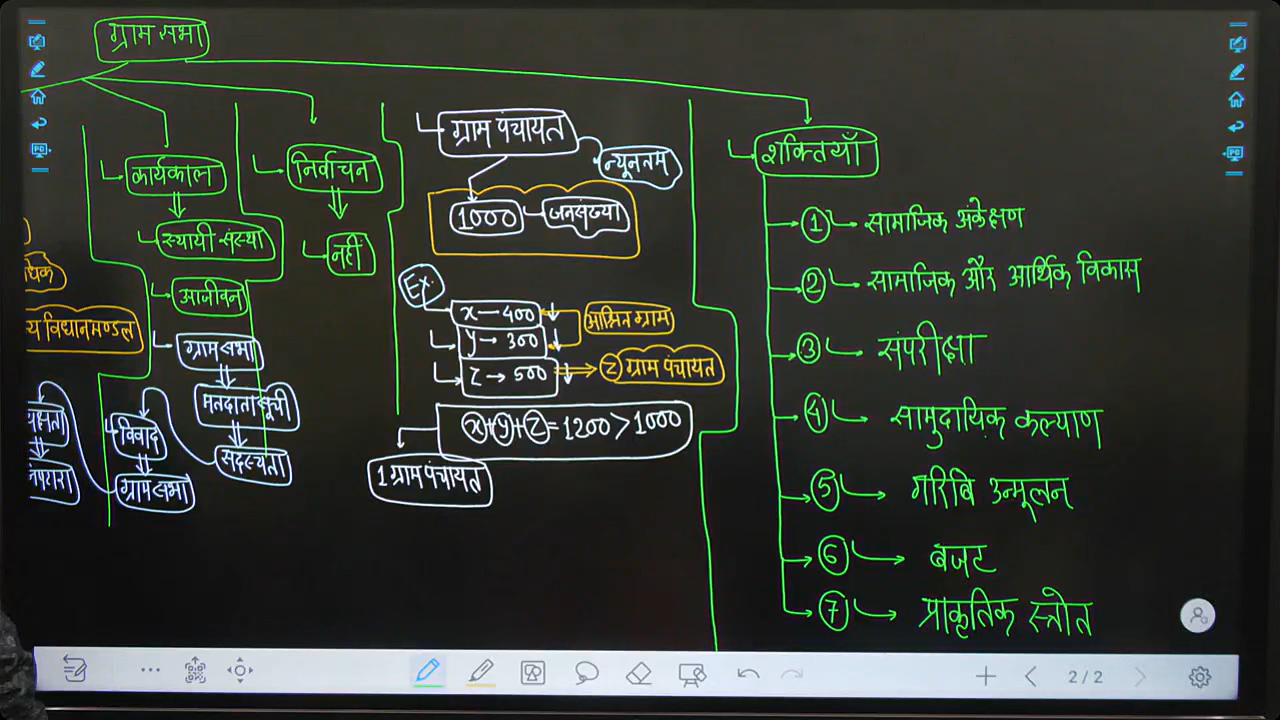 ग्राम सभा
कार्यकाल
स्थायी संस्था
आजीवन
ग्राम सभा
मतदाता सूची
सदस्यता
विवाद
ग्राम सभा
विधानमण्डल
निर्वाचन
नहीं
ग्राम पंचायत
न्यूनतम
1000 जनसंख्या
Ex.
x — 400
y → 300
z → 500
आश्रित ग्राम
z ग्राम पंचायत
x + y + z = 1200 > 1000
1 ग्राम पंचायत
शक्तियाँ
1 सामाजिक अंकेक्षण
2 सामाजिक और आर्थिक विकास
3 संपरीक्षा
4 सामुदायिक कल्याण
5 गरिबि उन्मूलन
6 बजट
7 प्राकृतिक स्त्रोत
2/2